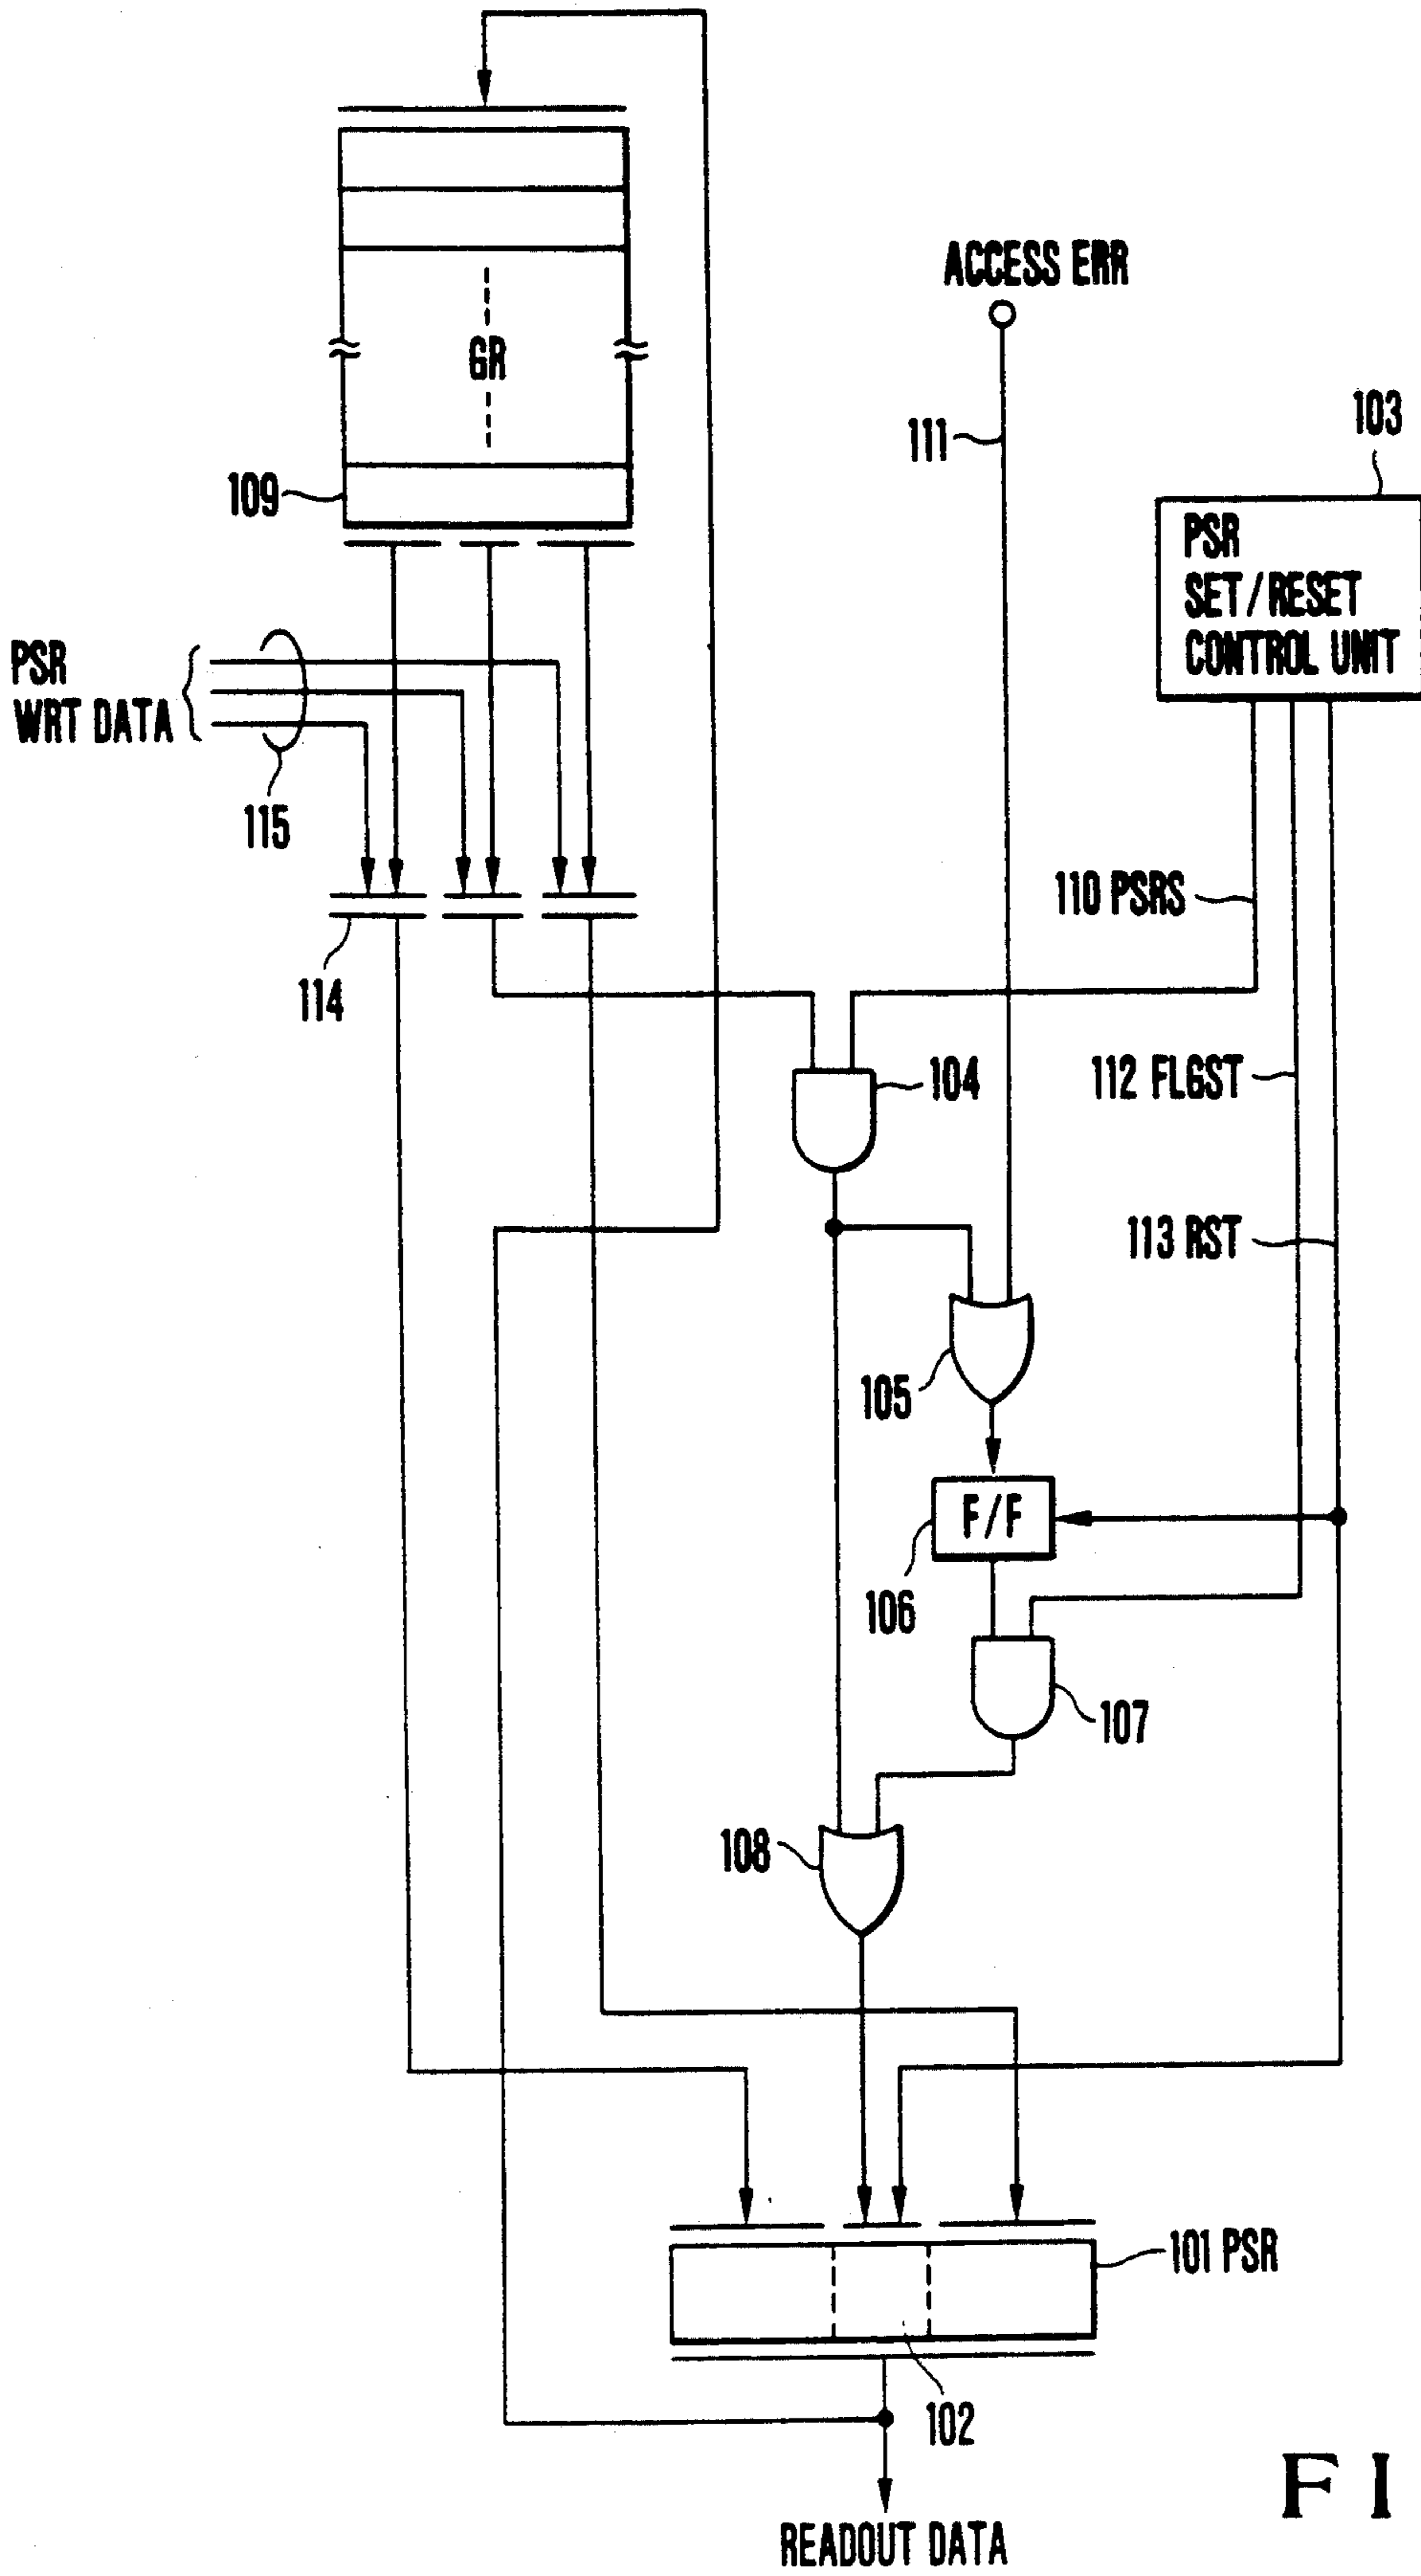 ACCESS ERR
GR
111
103
109
PSR
SET/RESET
CONTROL UNIT
PSR
WRT DATA
115
110 PSRS
114
104
112 FLGST
113 RST
105
F/F
106
107
108
101 PSR
102
READOUT DATA
FI